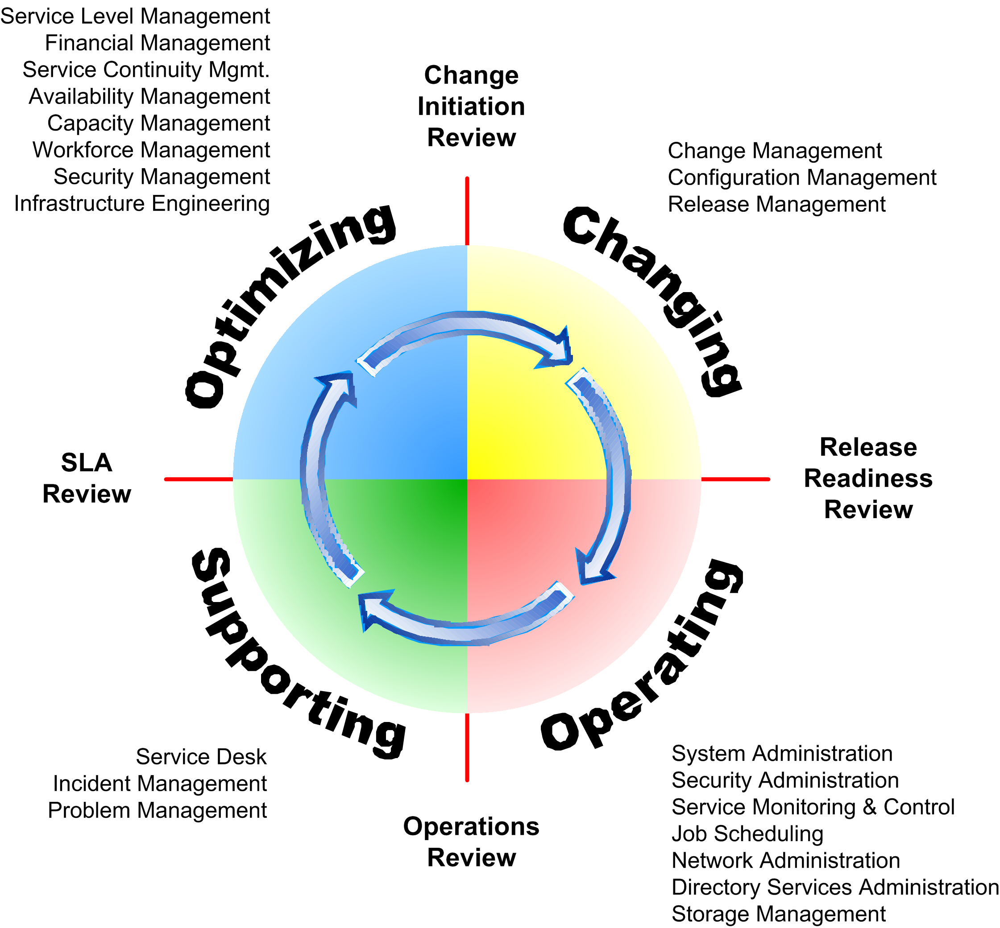 Service Level Management
Financial Management
Service Continuity Mgmt.
Availability Management
Capacity Management
Workforce Management
Security Management
Infrastructure Engineering
Change
Initiation
Review
Change Management
Configuration Management
Release Management
Optimizing
Changing
SLA
Review
Release
Readiness
Review
Supporting
Operating
Service Desk
Incident Management
Problem Management
Operations
Review
System Administration
Security Administration
Service Monitoring & Control
Job Scheduling
Network Administration
Directory Services Administration
Storage Management